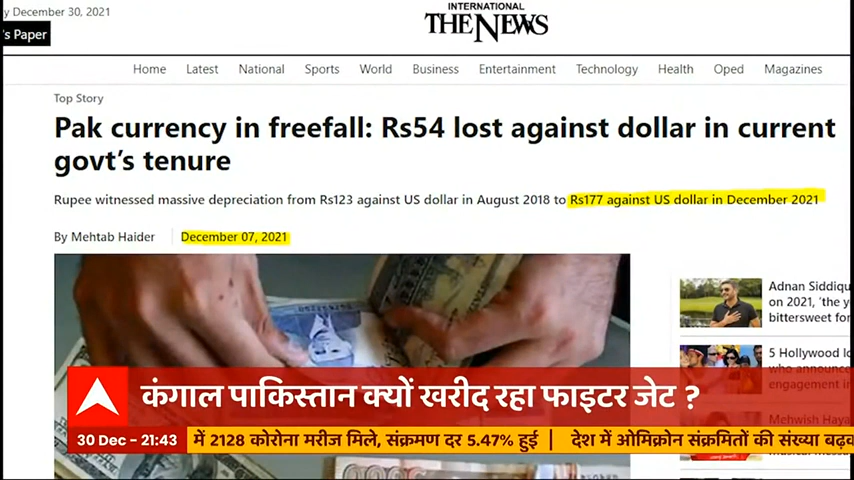 y December 30, 2021
's Paper
INTERNATIONAL
THE NEWS
Home Latest National Sports World Business Entertainment Technology Health Oped Magazines
Top Story
Pak currency in freefall: Rs54 lost against dollar in current
govt's tenure
Rupee witnessed massive depreciation from Rs123 against US dollar in August 2018 to Rs177 against US dollar in December 2021
By Mehtab Haider December 07, 2021
Adnan Siddiqu
on 2021, 'the y
bittersweet for
5 Hollywood
who announce
engagement in
Mehwish Haya
कंगाल पाकिस्तान क्यों खरीद रहा फाइटर जेट ?
30 Dec - 21:43 में 2128 कोरोना मरीज मिले, संक्रमण दर 5.47% हुई | देश में ओमिक्रोन संक्रमितों की संख्या बढ़क